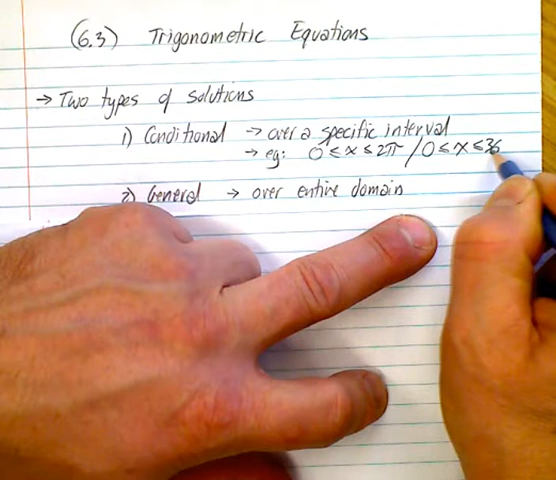 (6.3) Trigonometric Equations
→ Two types of solutions
1) Conditional → over a specific interval
→ eg: 0 ≤ x ≤ 2π / 0 ≤ x ≤ 36
2) General → over entire domain